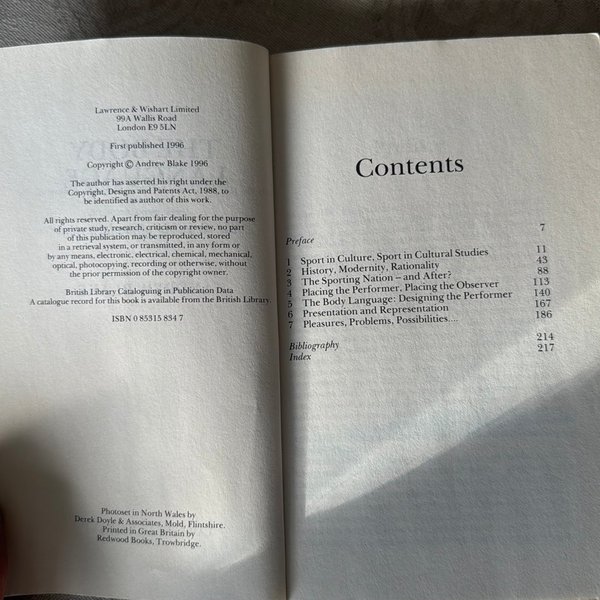 Lawrence & Wishart Limited
99A Wallis Road
London E9 5LN
First published 1996
Copyright © Andrew Blake 1996
The author has asserted his right under the
Copyright, Designs and Patents Act, 1988, to
be identified as author of this work.
All rights reserved. Apart from fair dealing for the purpose
of private study, research, criticism or review, no part
of this publication may be reproduced, stored
in a retrieval system, or transmitted, in any form or
by any means, electronic, electrical, chemical, mechanical,
optical, photocopying, recording or otherwise, without
the prior permission of the copyright owner.
British Library Cataloguing in Publication Data
A catalogue record for this book is available from the British Library.
ISBN 0 85315 834 7
Photoset in North Wales by
Derek Doyle & Associates, Mold, Flintshire.
Printed in Great Britain by
Redwood Books, Trowbridge.
Contents
Preface 7
1 Sport in Culture, Sport in Cultural Studies 11
2 History, Modernity, Rationality 43
3 The Sporting Nation – and After? 88
4 Placing the Performer, Placing the Observer 113
5 The Body Language: Designing the Performer 140
6 Presentation and Representation 167
7 Pleasures, Problems, Possibilities.... 186
Bibliography 214
Index 217